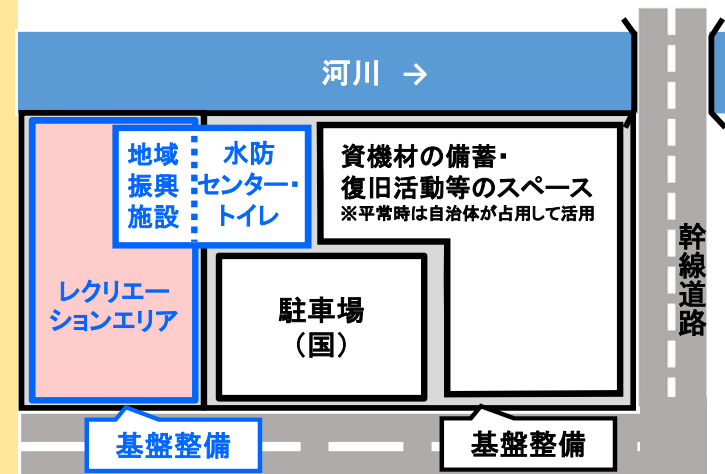 河川 →
地域
振興
施設
水防
センター・
トイレ
資機材の備蓄・
復旧活動等のスペース
※平常時は自治体が占用して活用
レクリエー
ションエリア
駐車場
（国）
幹線道路
基盤整備
基盤整備